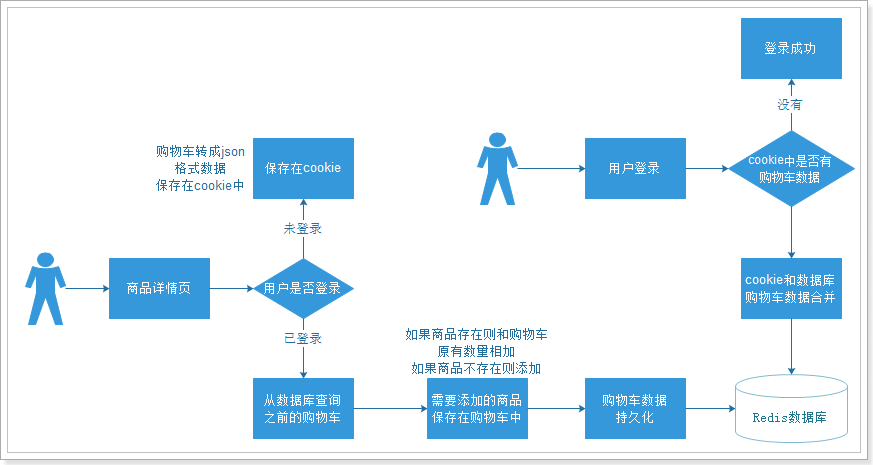 登录成功
没有
购物车转成json
格式数据
保存在cookie中
保存在cookie
用户登录
cookie中是否有
购物车数据
未登录
商品详情页
用户是否登录
cookie和数据库
购物车数据合并
已登录
如果商品存在则和购物车
原有数量相加
如果商品不存在则添加
从数据库查询
之前的购物车
需要添加的商品
保存在购物车中
购物车数据
持久化
Redis数据库